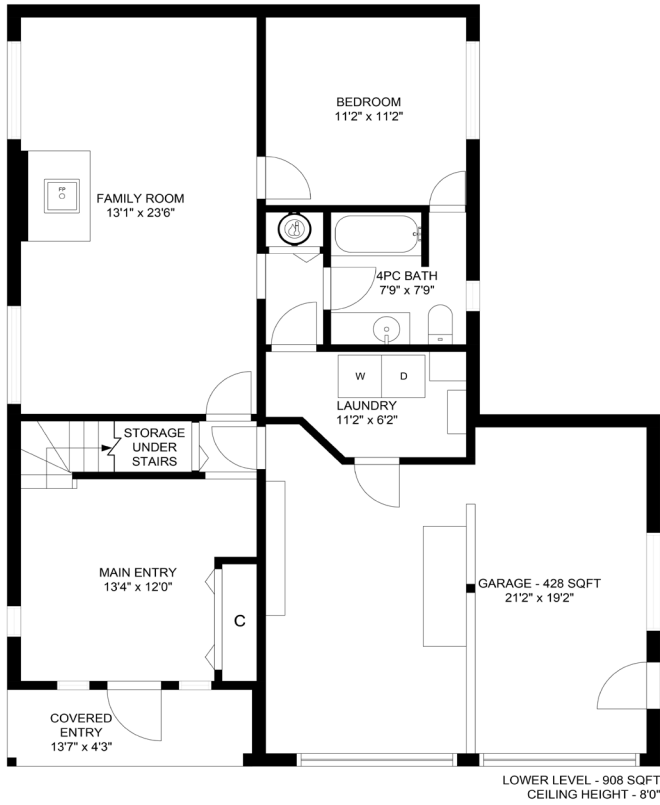 BEDROOM
11'2" x 11'2"
FP
FAMILY ROOM
13'1" x 23'6"
4PC BATH
7'9" x 7'9"
W
D
LAUNDRY
11'2" x 6'2"
STORAGE
UNDER
STAIRS
MAIN ENTRY
13'4" x 12'0"
GARAGE - 428 SQFT
21'2" x 19'2"
C
COVERED
ENTRY
13'7" x 4'3"
LOWER LEVEL - 908 SQFT
CEILING HEIGHT - 8'0"